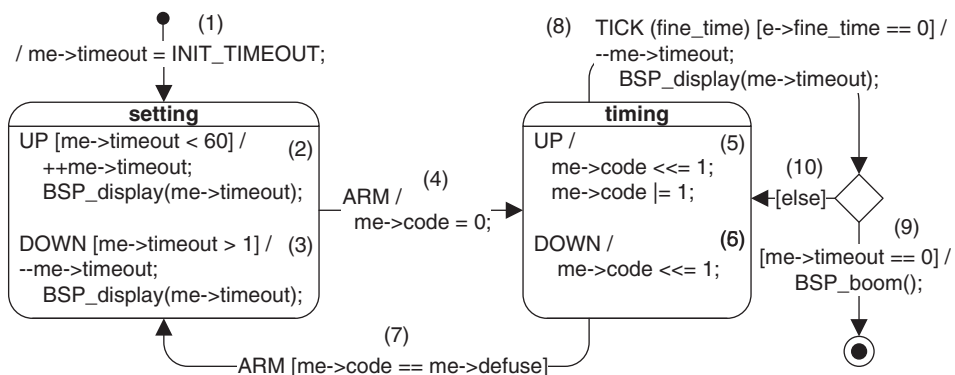 (1)
/ me->timeout = INIT_TIMEOUT;
setting
UP [me->timeout < 60] /
(2)
++me->timeout;
BSP_display(me->timeout);
DOWN [me->timeout > 1] /
(3)
--me->timeout;
BSP_display(me->timeout);
(4)
ARM /
me->code = 0;
(8)
TICK (fine_time) [e->fine_time == 0] /
--me->timeout;
BSP_display(me->timeout);
timing
UP /
(5)
me->code <<= 1;
me->code |= 1;
DOWN /
(6)
me->code <<= 1;
(10)
[else]
(9)
[me->timeout == 0] /
BSP_boom();
(7)
ARM [me->code == me->defuse]